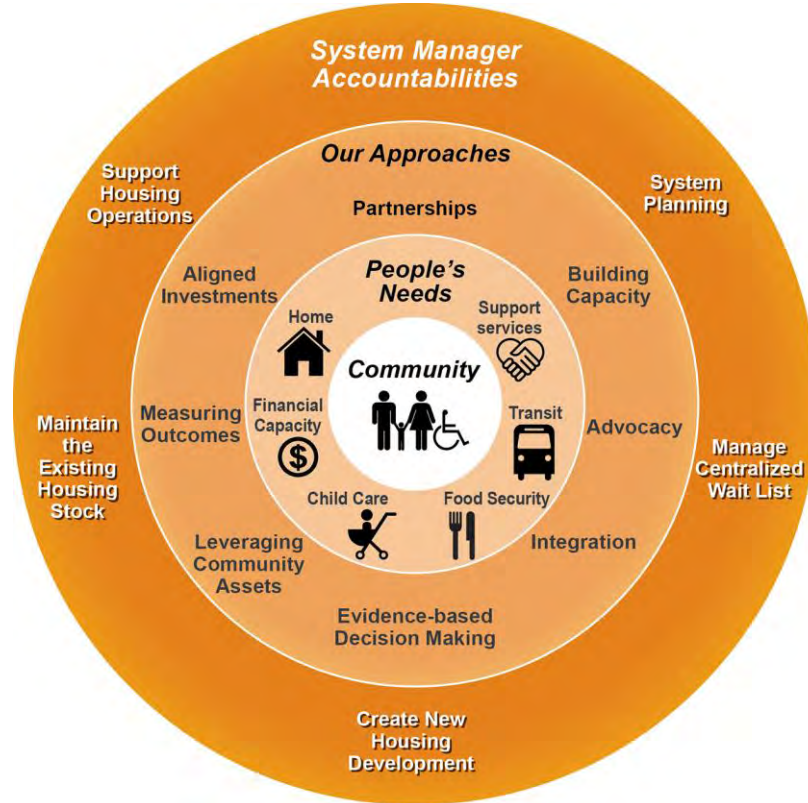 System Manager
Accountabilities
Support
Housing
Operations
System
Planning
Maintain
the
Existing
Housing
Stock
Manage
Centralized
Wait List
Create New
Housing
Development
Our Approaches
Partnerships
Aligned
Investments
Building
Capacity
Measuring
Outcomes
Advocacy
Leveraging
Community
Assets
Integration
Evidence-based
Decision Making
People's
Needs
Home
Support
services
Financial
Capacity
$
Transit
Child Care
Food Security
Community